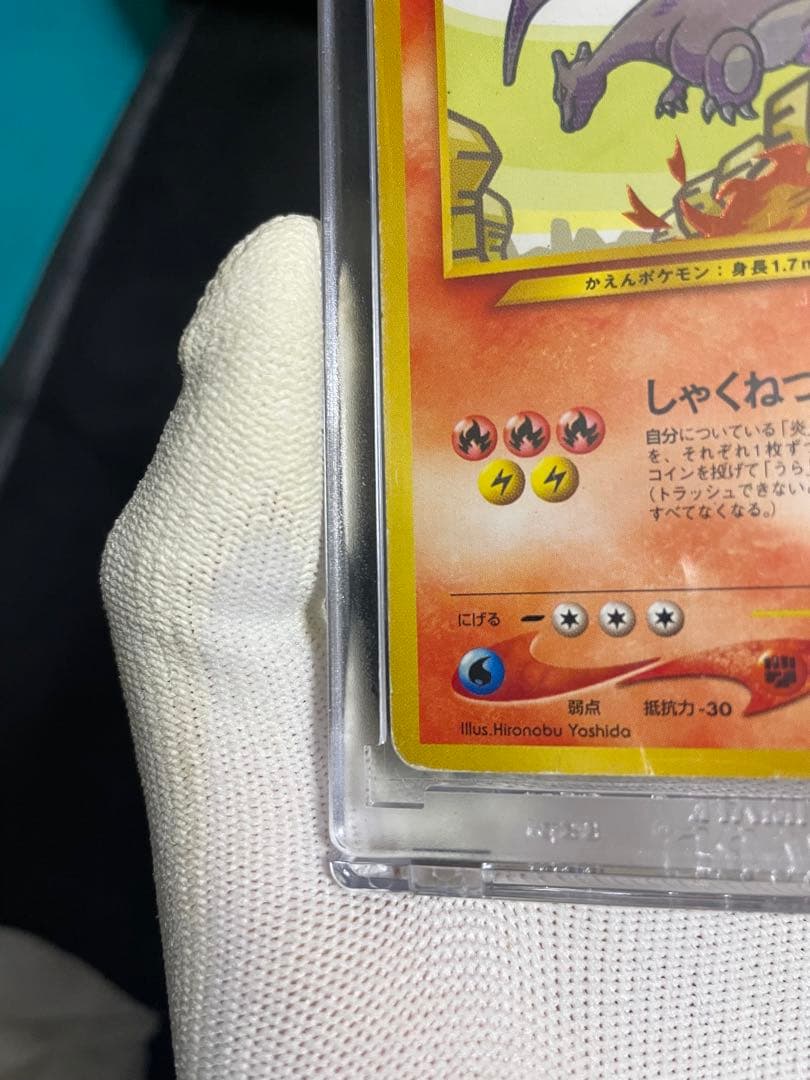 かえんポケモン：身長1.7m
しゃくねつ
自分についている「炎」
を、それぞれ1枚ずつ
コインを投げて「うら」
(トラッシュできない
すべてなくなる。)
にげる
弱点 抵抗力 -30
Illus.Hironobu Yoshida